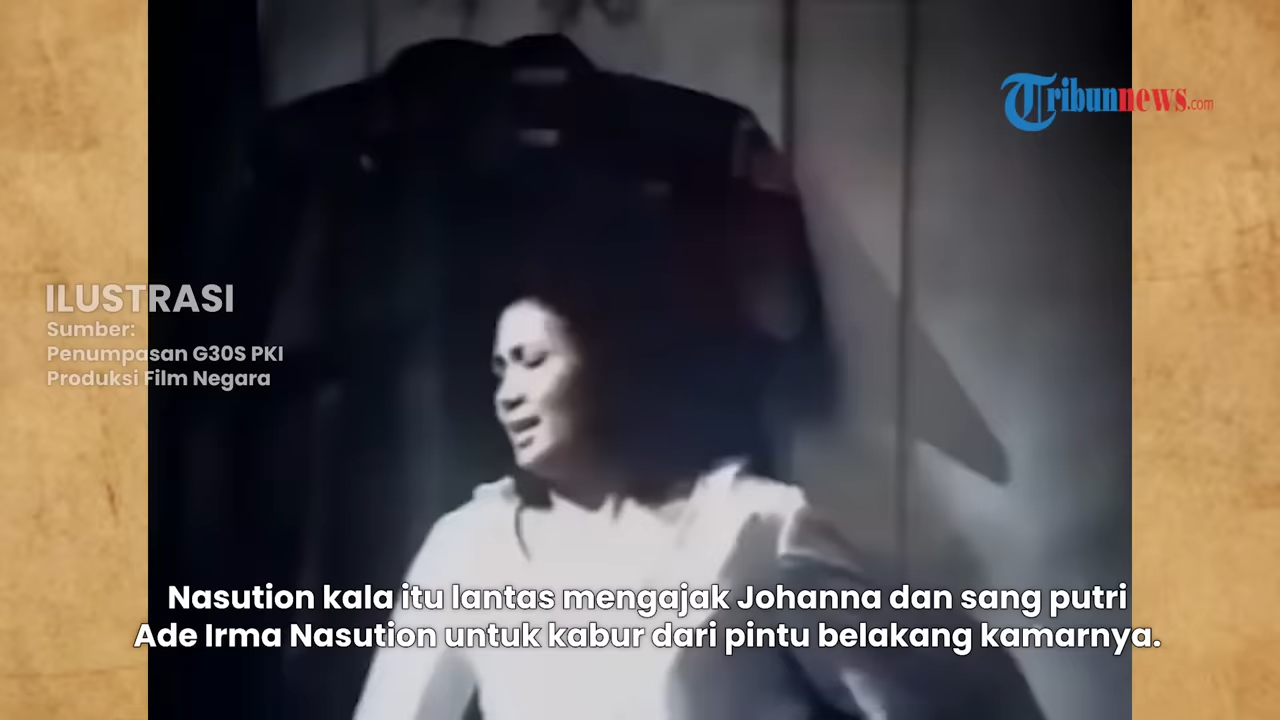 Tribunnews.com
ILUSTRASI
Sumber:
Penumpasan G30S PKI
Produksi Film Negara
Nasution kala itu lantas mengajak Johanna dan sang putri
Ade Irma Nasution untuk kabur dari pintu belakang kamarnya.